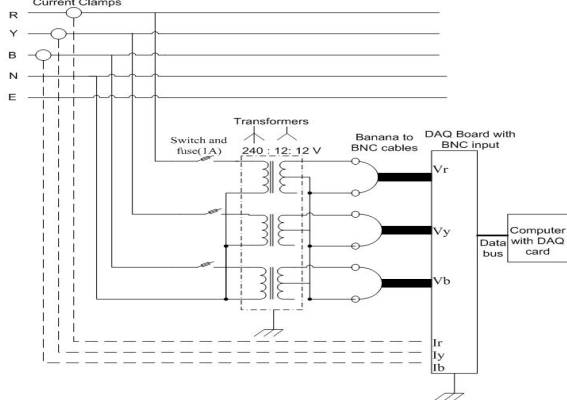 Current Clamps
R
Y
B
N
E
Transformers
Switch and
fuse(1A)
240 : 12: 12 V
Banana to
BNC cables
DAQ Board with
BNC input
Vr
Vy
Vb
Data
bus
Computer
with DAQ
card
Ir
Iy
Ib